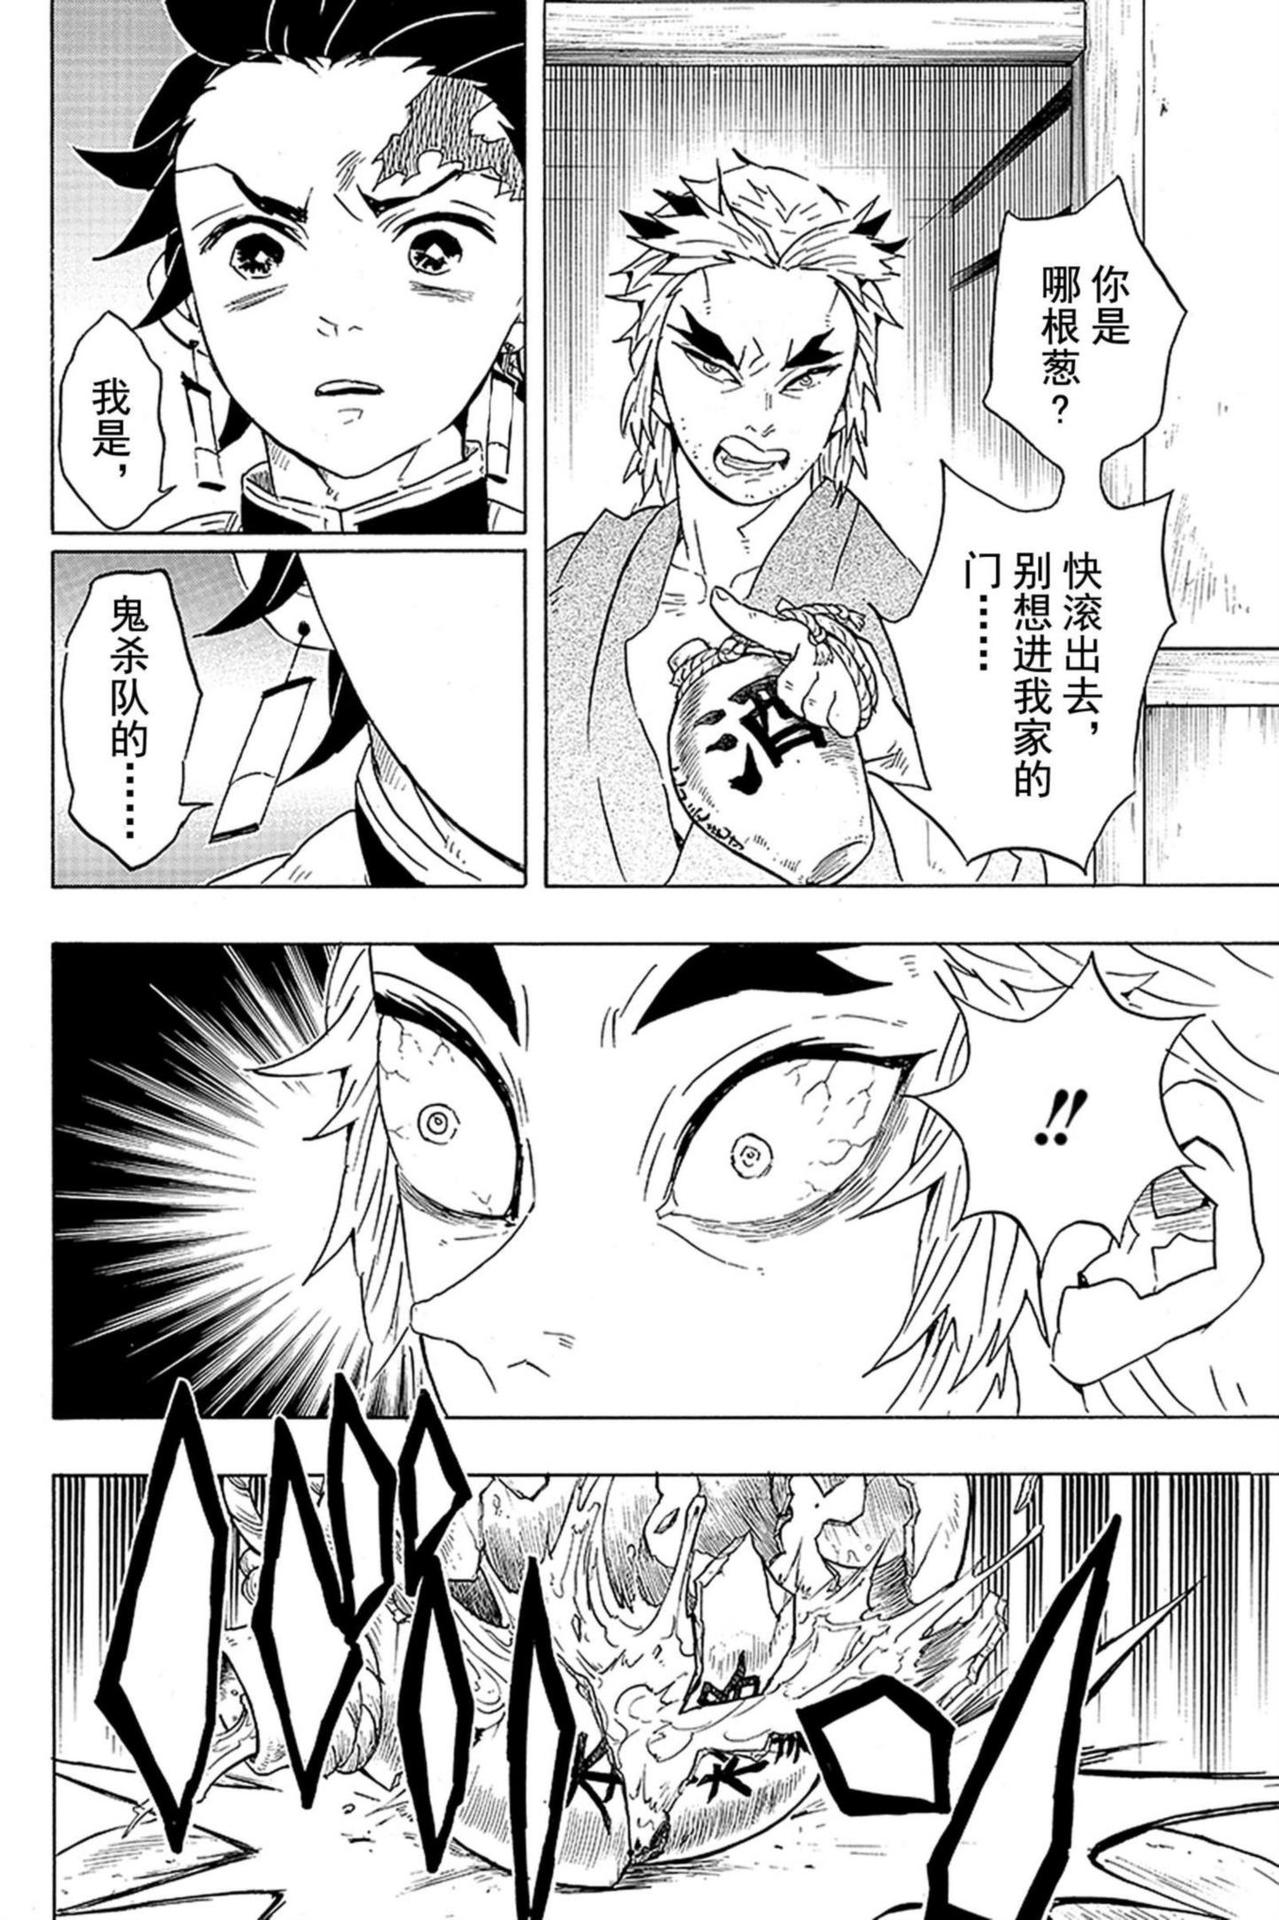 你是
哪根葱？
快滚出去，
别想进我家的
门……
酒
我是，
鬼杀队的……
!!